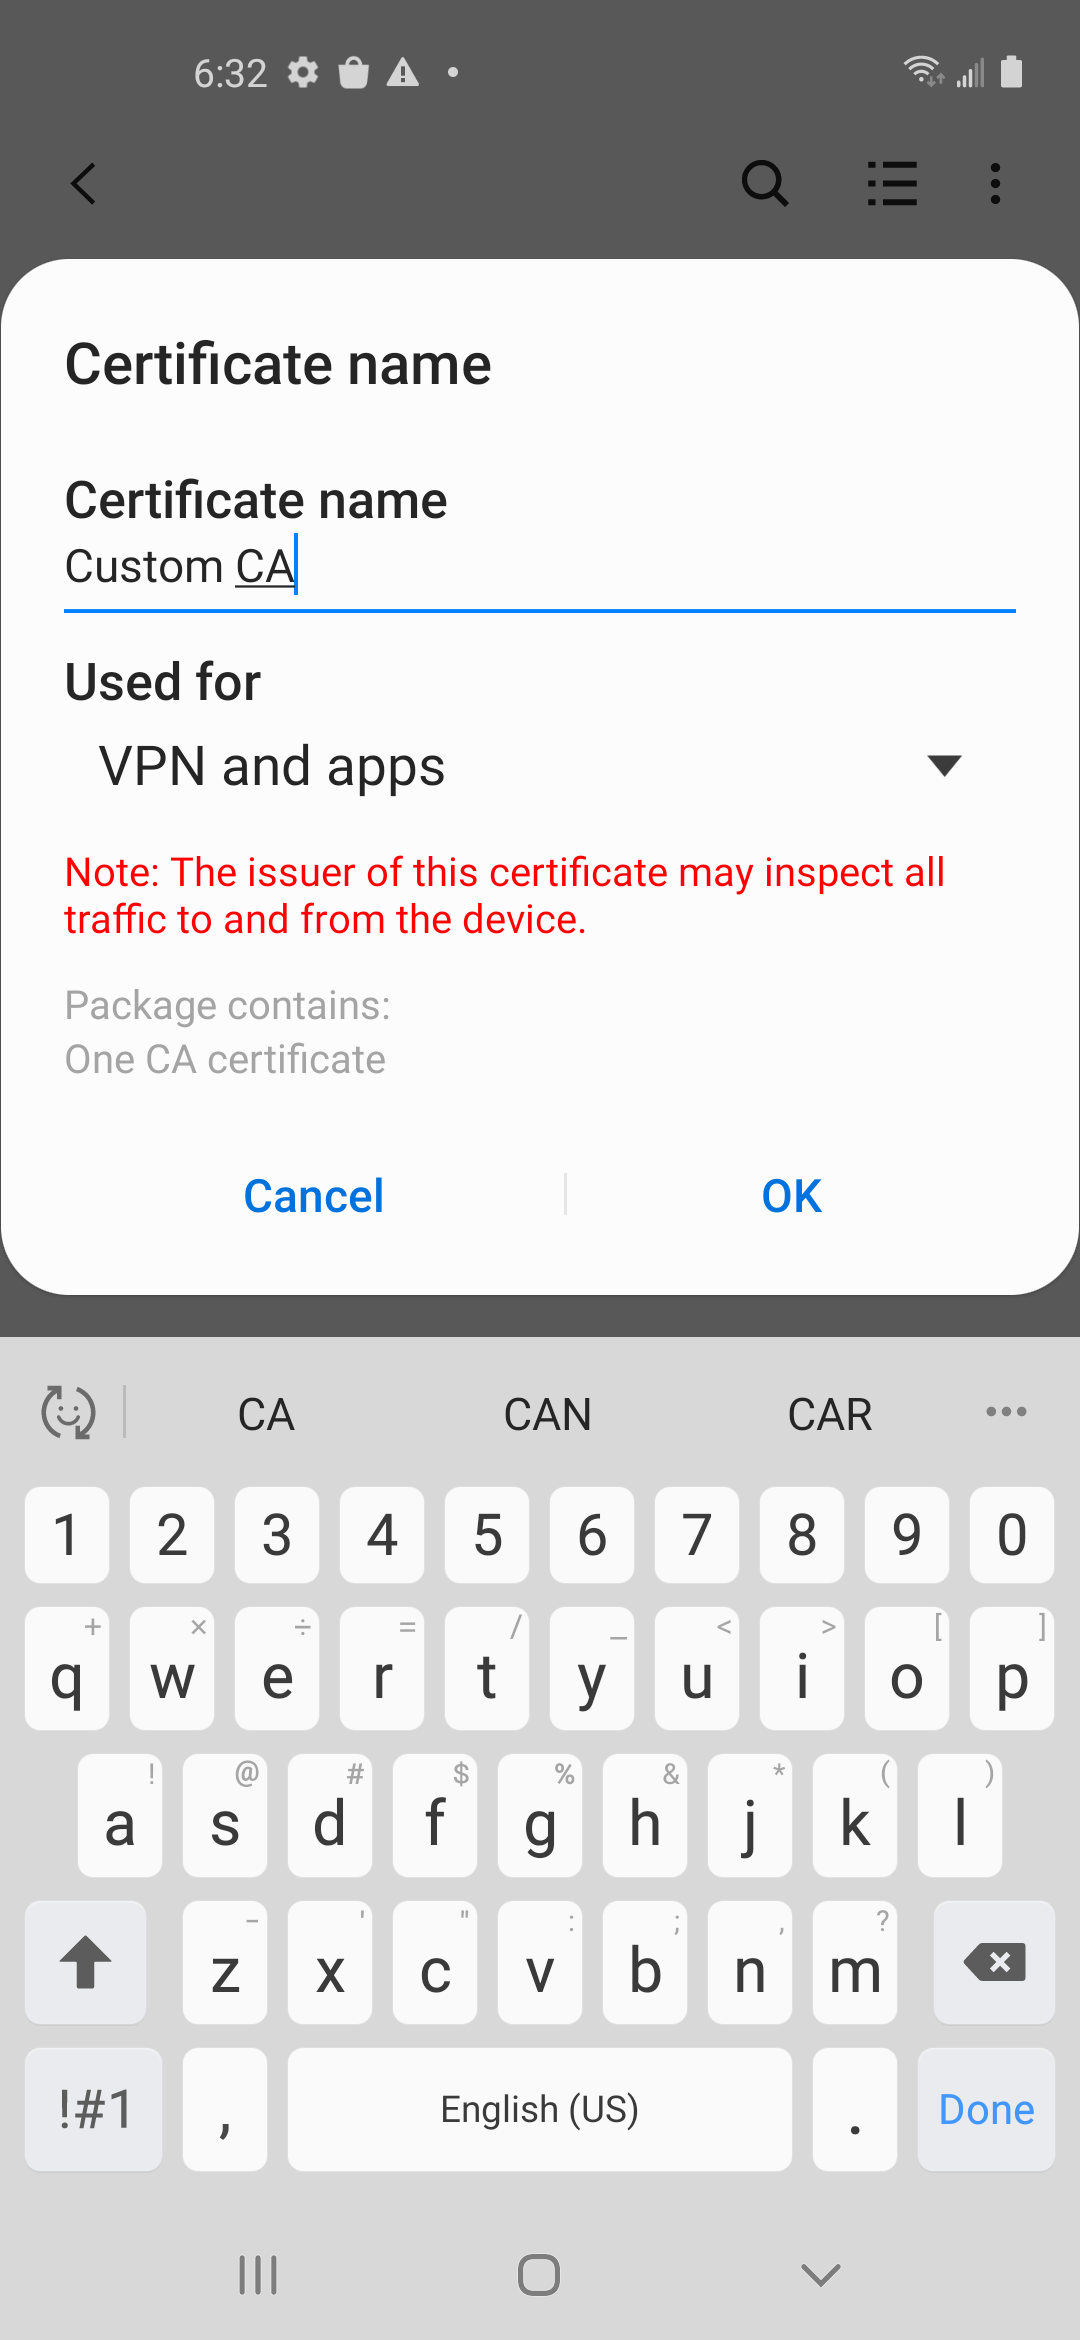 6:32
Certificate name
Certificate name
Custom CA
Used for
VPN and apps
Note: The issuer of this certificate may inspect all
traffic to and from the device.
Package contains:
One CA certificate
Cancel OK
CA CAN CAR
1 2 3 4 5 6 7 8 9 0
+ × ÷ = / _ < > [ ]
q w e r t y u i o p
! @ # $ % & * ( )
a s d f g h j k l
- ' " : ; , ?
z x c v b n m
!#1 , English (US) . Done